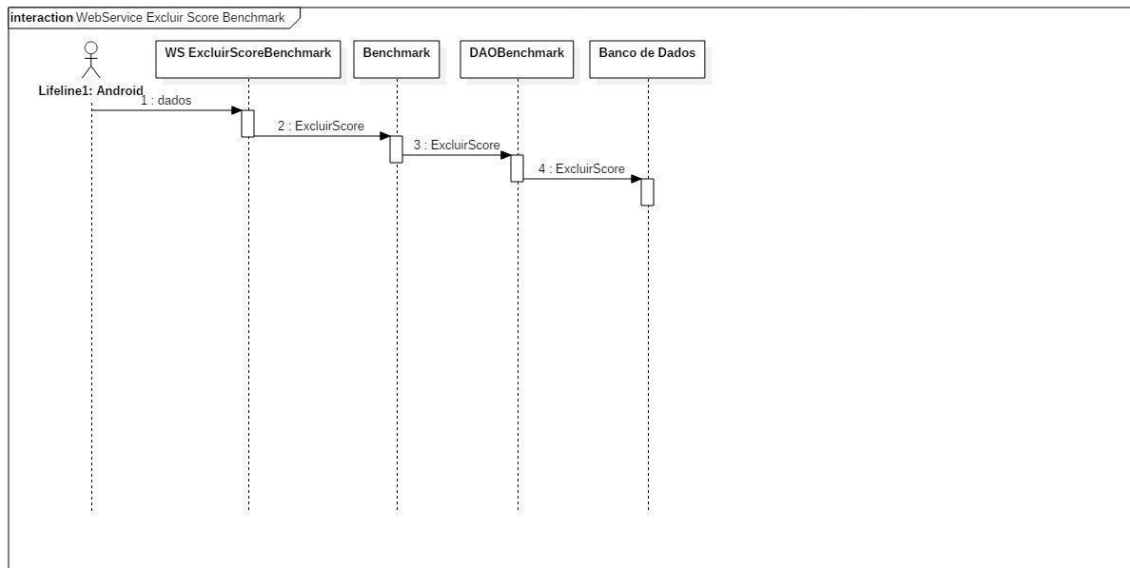 interaction WebService Excluir Score Benchmark
WS ExcluirScoreBenchmark
Benchmark
DAOBenchmark
Banco de Dados
Lifeline1: Android
1 : dados
2 : ExcluirScore
3 : ExcluirScore
4 : ExcluirScore